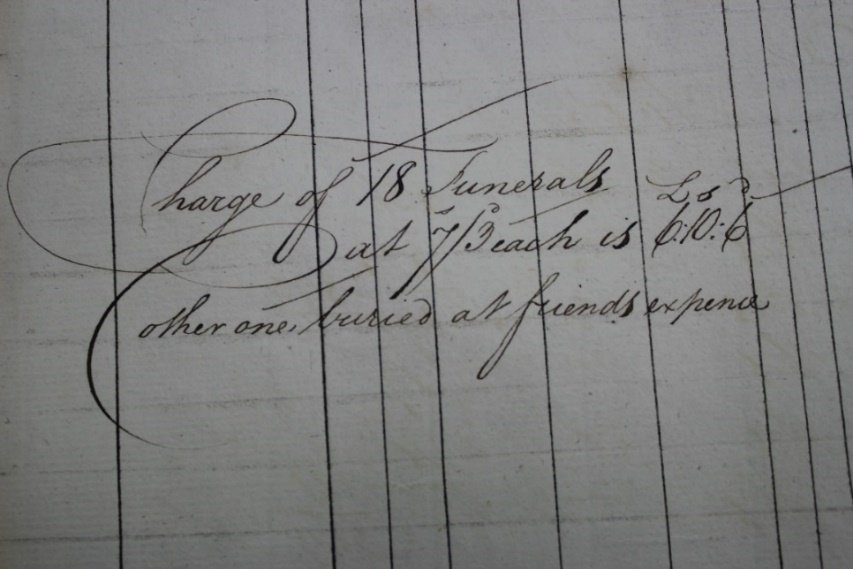 Charge of 18 Funerals £ s d
at 7/3 each is 6:10:6
other one buried at friends expence